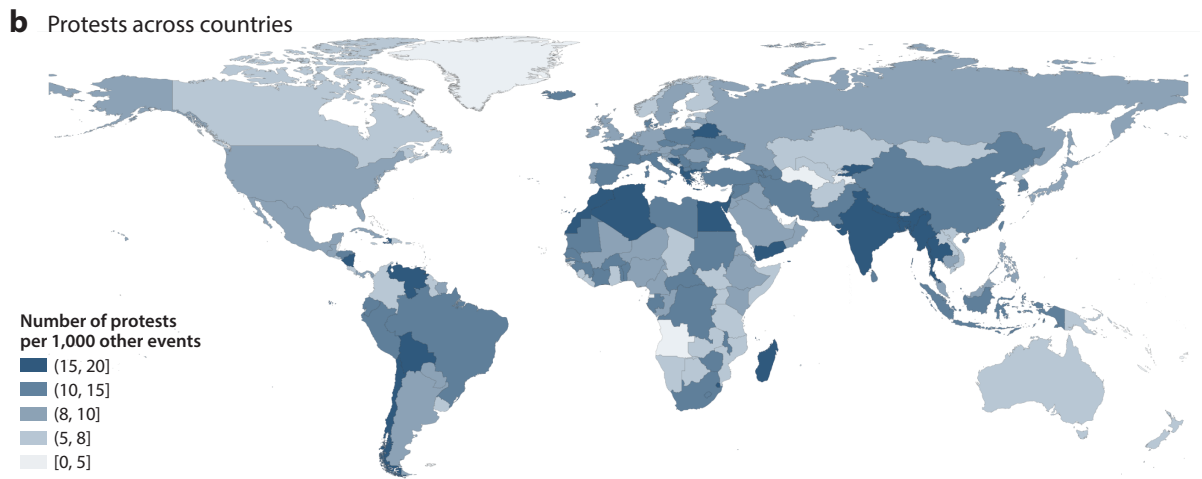 b Protests across countries
Number of protests
per 1,000 other events
(15, 20]
(10, 15]
(8, 10]
(5, 8]
[0, 5]